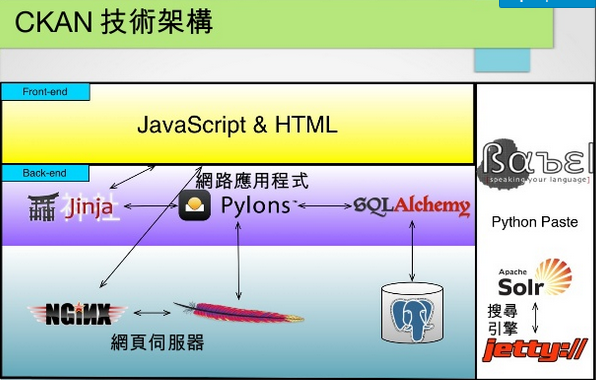 CKAN 技術架構
Front-end
JavaScript & HTML
Back-end
網路應用程式
神社
Jinja
Pylons
SQLAlchemy
Babel
[speaking your language]
Python Paste
Apache
Solr
搜尋
引擎
jetty://
NGINX
網頁伺服器